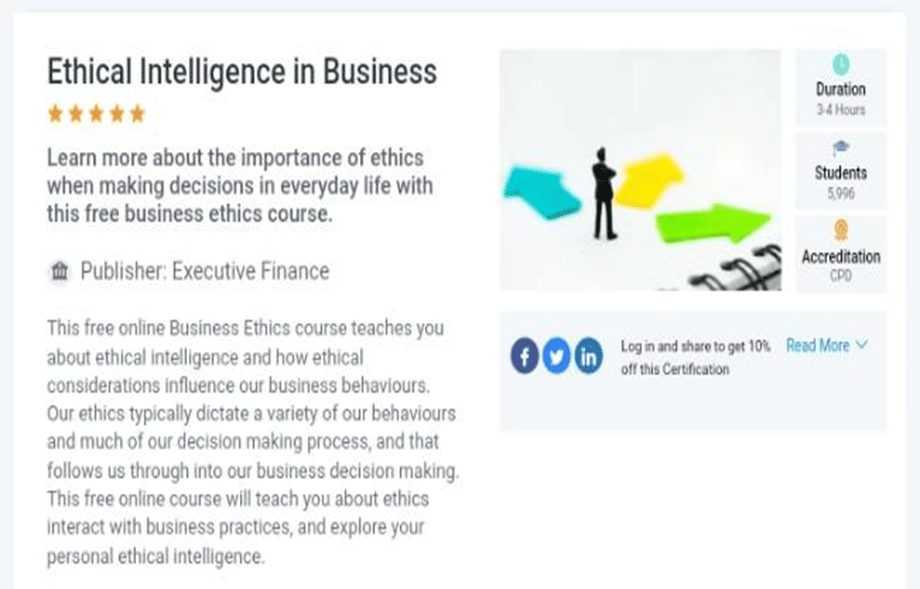 Ethical Intelligence in Business
Learn more about the importance of ethics
when making decisions in everyday life with
this free business ethics course.
Publisher: Executive Finance
This free online Business Ethics course teaches you
about ethical intelligence and how ethical
considerations influence our business behaviours.
Our ethics typically dictate a variety of our behaviours
and much of our decision making process, and that
follows us through into our business decision making.
This free online course will teach you about ethics
interact with business practices, and explore your
personal ethical intelligence.
Duration
3-4 Hours
Students
5,996
Accreditation
CPD
f
in
Log in and share to get 10%
off this Certification
Read More